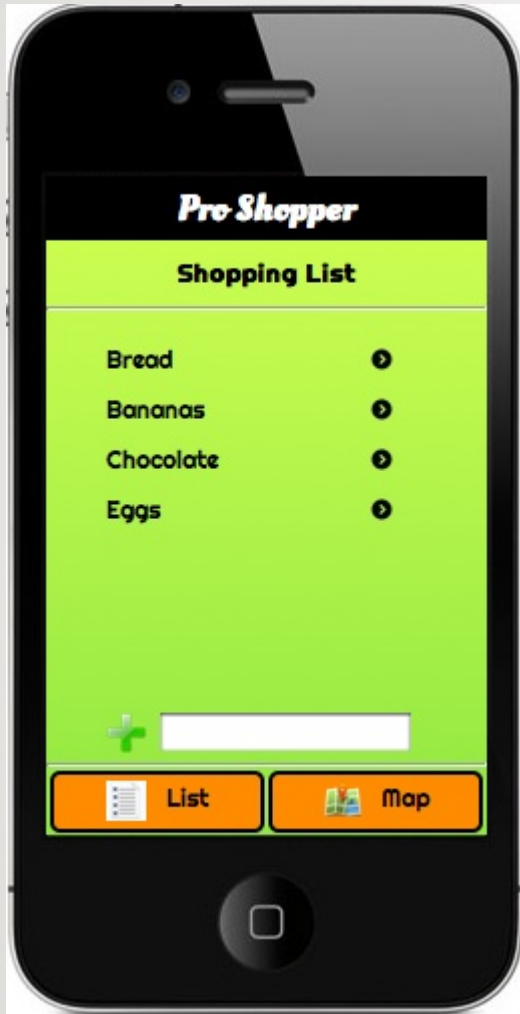 Pro Shopper
Shopping List
Bread
Bananas
Chocolate
Eggs
List Map